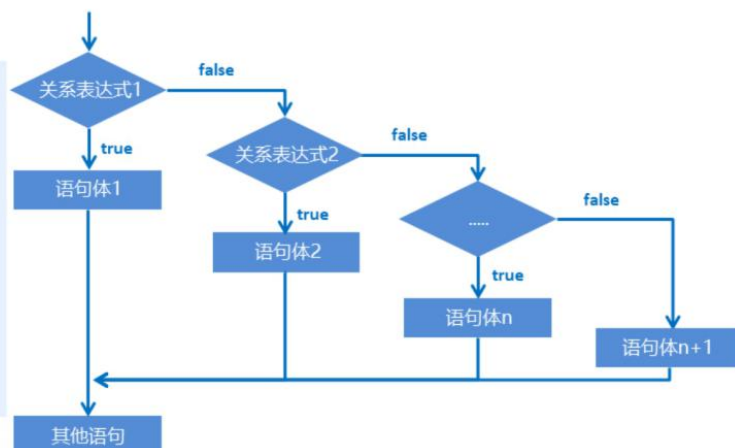 关系表达式1
false
true
关系表达式2
false
语句体1
true
.....
false
语句体2
true
语句体n
语句体n+1
其他语句